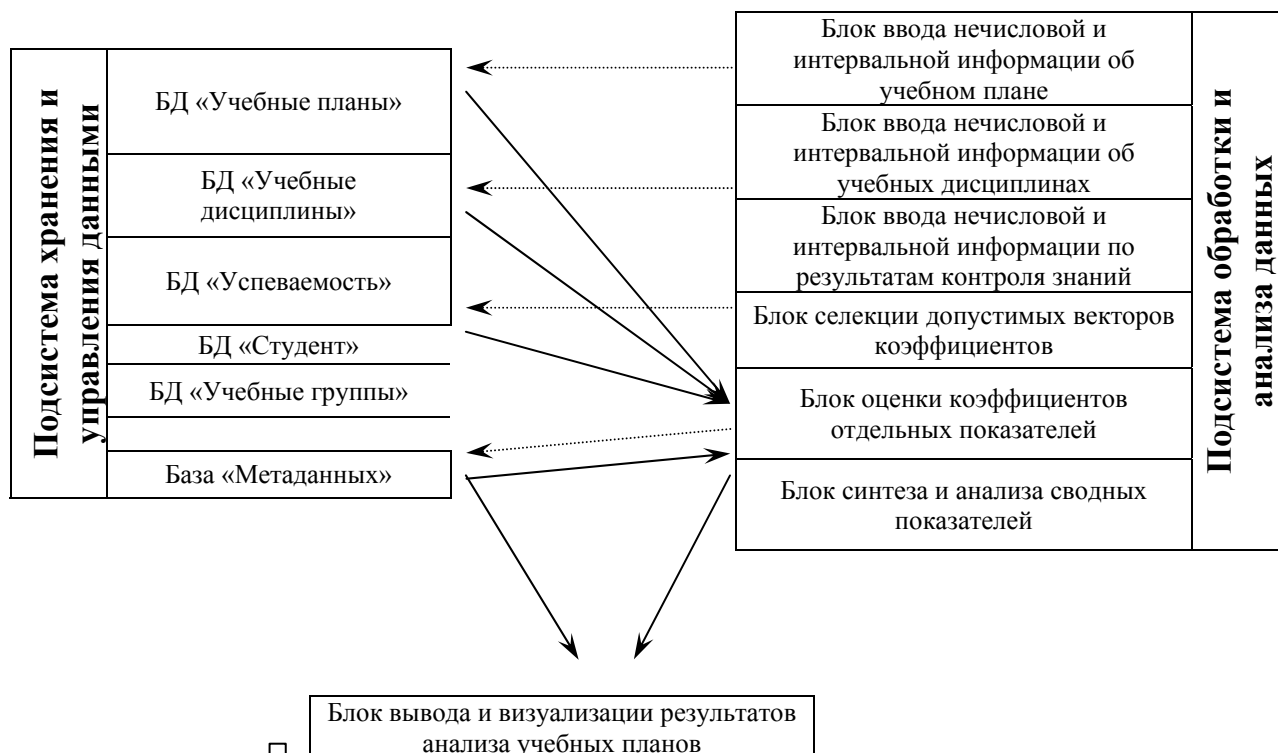 Подсистема хранения и
управления данными
БД «Учебные планы»
БД «Учебные
дисциплины»
БД «Успеваемость»
БД «Студент»
БД «Учебные группы»
База «Метаданных»
Блок ввода нечисловой и
интервальной информации об
учебном плане
Блок ввода нечисловой и
интервальной информации об
учебных дисциплинах
Блок ввода нечисловой и
интервальной информации по
результатам контроля знаний
Блок селекции допустимых векторов
коэффициентов
Блок оценки коэффициентов
отдельных показателей
Блок синтеза и анализа сводных
показателей
Подсистема обработки и
анализа данных
Блок вывода и визуализации результатов
анализа учебных планов